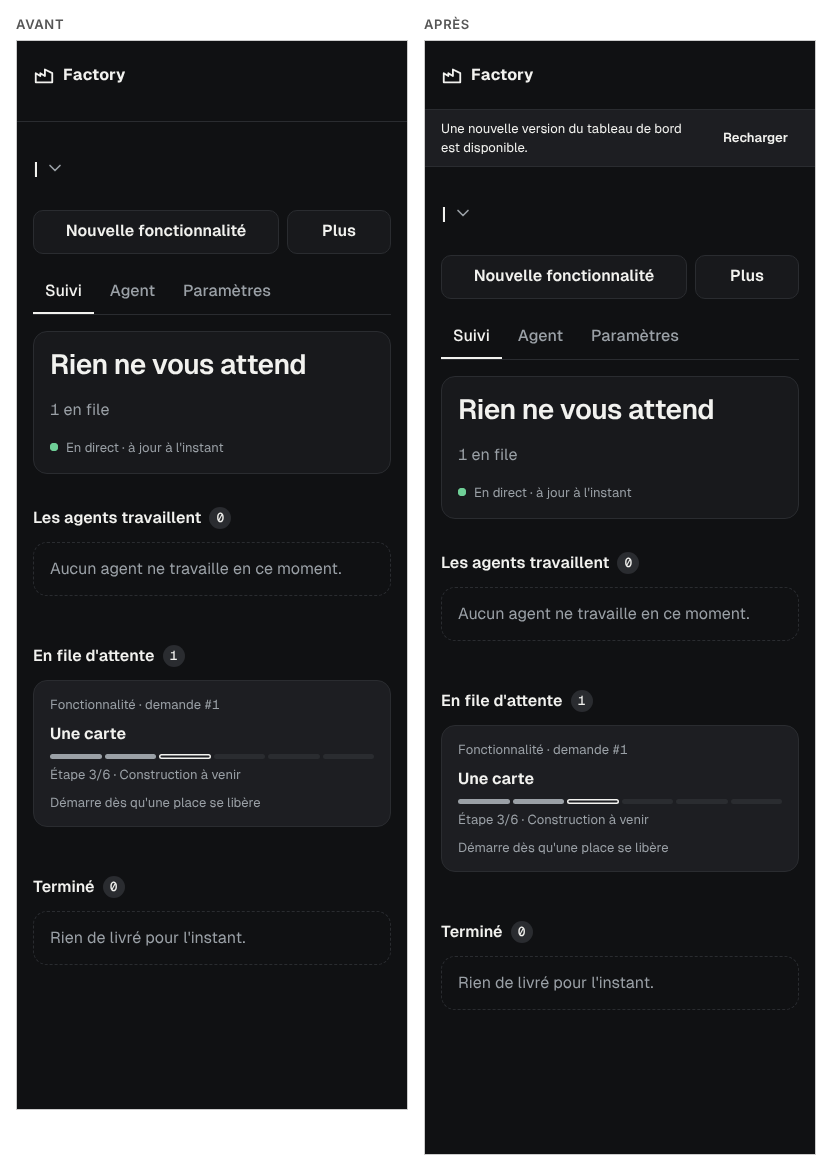 AVANT
Factory
Nouvelle fonctionnalité
Plus
Suivi
Agent
Paramètres
Rien ne vous attend
1 en file
En direct · à jour à l'instant
Les agents travaillent 0
Aucun agent ne travaille en ce moment.
En file d'attente 1
Fonctionnalité · demande #1
Une carte
Étape 3/6 · Construction à venir
Démarre dès qu'une place se libère
Terminé 0
Rien de livré pour l'instant.
APRÈS
Factory
Une nouvelle version du tableau de bord
est disponible.
Recharger
Nouvelle fonctionnalité
Plus
Suivi
Agent
Paramètres
Rien ne vous attend
1 en file
En direct · à jour à l'instant
Les agents travaillent 0
Aucun agent ne travaille en ce moment.
En file d'attente 1
Fonctionnalité · demande #1
Une carte
Étape 3/6 · Construction à venir
Démarre dès qu'une place se libère
Terminé 0
Rien de livré pour l'instant.